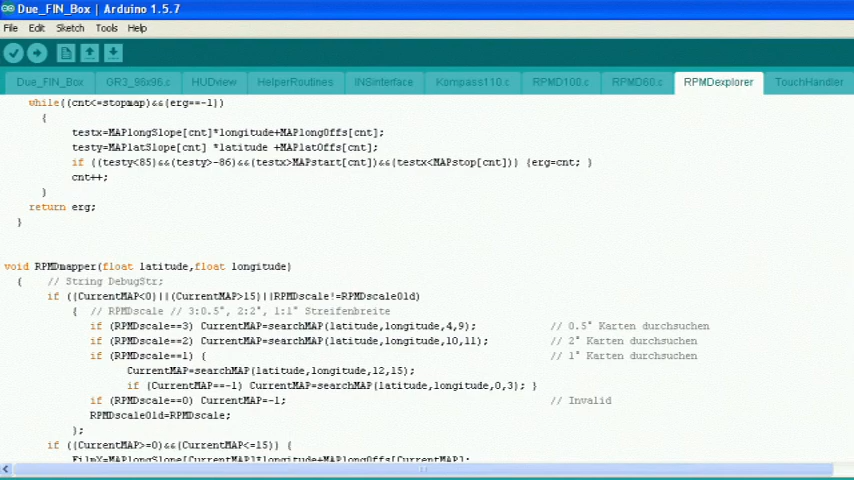 Due_FIN_Box | Arduino 1.5.7
File Edit Sketch Tools Help
Due_FIN_Box GR3_96x96.c HUDview HelperRoutines INSinterface Kompass110.c RPMD100.c RPMD60.c RPMDexplorer TouchHandler
while((cnt<=stopmap)&&(erg==-1))
{
testx=MAPlongSlope[cnt]*longitude+MAPlongOffs[cnt];
testy=MAPlatSlope[cnt] *latitude +MAPlatOffs[cnt];
if ((testy<85)&&(testy>-86)&&(testx>MAPstart[cnt])&&(testx<MAPstop[cnt])) {erg=cnt; )
cnt++;
}
return erg;
}
void RPMDmapper(float latitude,float longitude)
{ // String DebugStr;
if ((CurrentMAP<0)||(CurrentMAP>15)||RPMDscale!=RPMDscaleOld)
{ // RPMDscale // 3:0.5°, 2:2°, 1:1° Streifenbreite
if (RPMDscale==3) CurrentMAP=searchMAP(latitude,longitude,4,9); // 0.5° Karten durchsuchen
if (RPMDscale==2) CurrentMAP=searchMAP(latitude,longitude,10,11); // 2° Karten durchsuchen
if (RPMDscale==1) { // 1° Karten durchsuchen
CurrentMAP=searchMAP(latitude,longitude,12,15);
if (CurrentMAP==-1) CurrentMAP=searchMAP(latitude,longitude,0,3); }
if (RPMDscale==0) CurrentMAP=-1; // Invalid
RPMDscaleOld=RPMDscale;
};
if ((CurrentMAP>=0)&&(CurrentMAP<=15)) {
FilmX=MAPlongSlope[CurrentMAP]*longitude+MAPlongOffs[CurrentMAP];